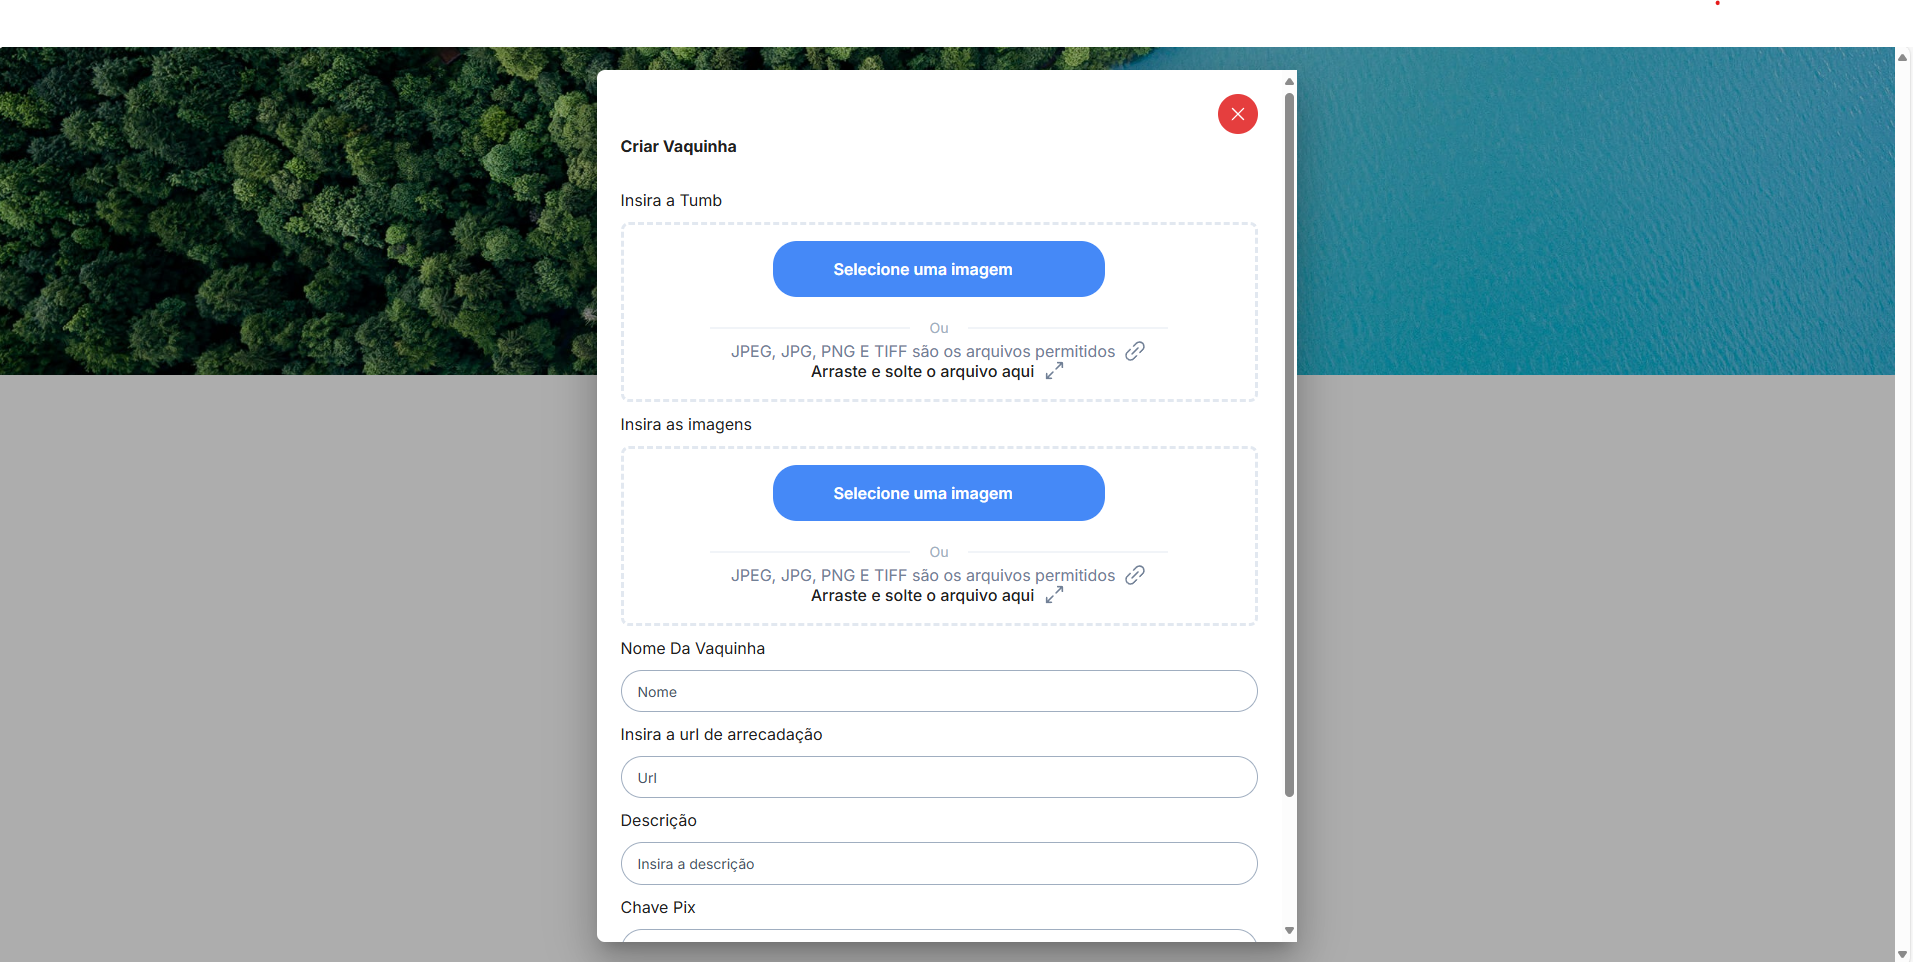 Criar Vaquinha
Insira a Tumb
Selecione uma imagem
Ou
JPEG, JPG, PNG E TIFF são os arquivos permitidos
Arraste e solte o arquivo aqui
Insira as imagens
Selecione uma imagem
Ou
JPEG, JPG, PNG E TIFF são os arquivos permitidos
Arraste e solte o arquivo aqui
Nome Da Vaquinha
Nome
Insira a url de arrecadação
Url
Descrição
Insira a descrição
Chave Pix